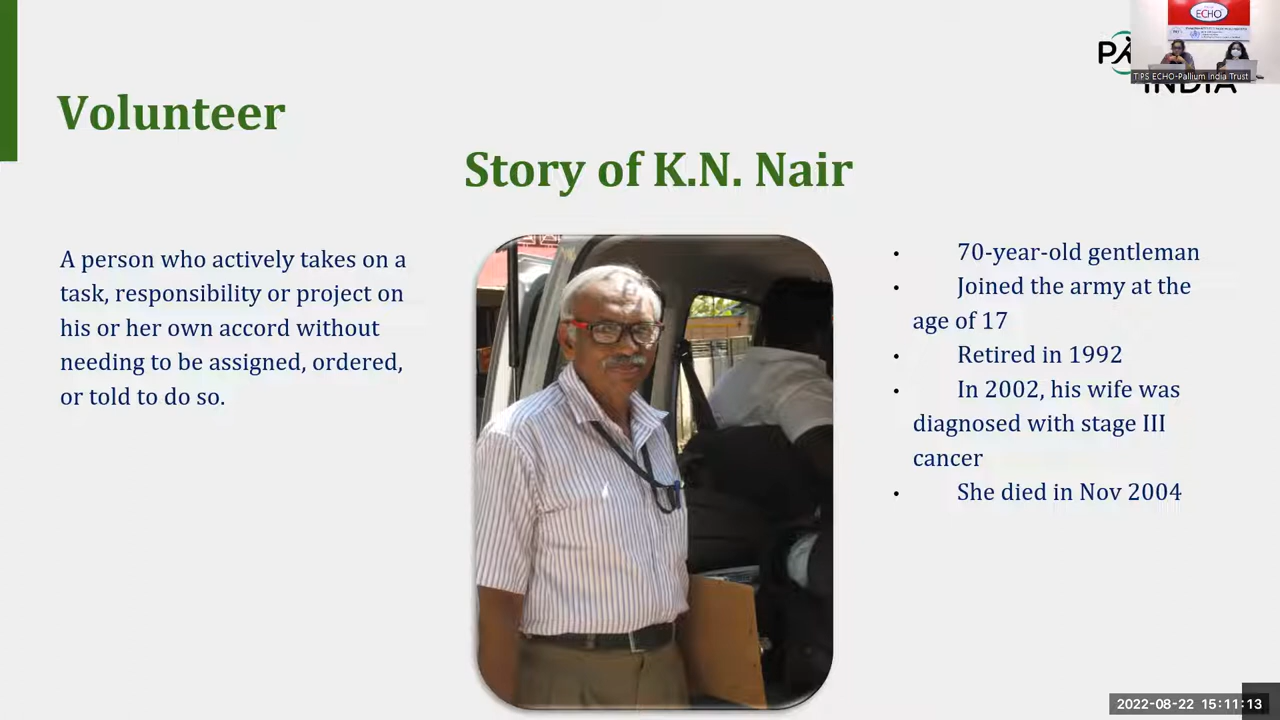 ECHO
PA
INDIA
TIPS ECHO-Pallium India Trust
Volunteer
Story of K.N. Nair
A person who actively takes on a
task, responsibility or project on
his or her own accord without
needing to be assigned, ordered,
or told to do so.
• 70-year-old gentleman
• Joined the army at the
age of 17
• Retired in 1992
• In 2002, his wife was
diagnosed with stage III
cancer
• She died in Nov 2004
2022-08-22 15:11:13